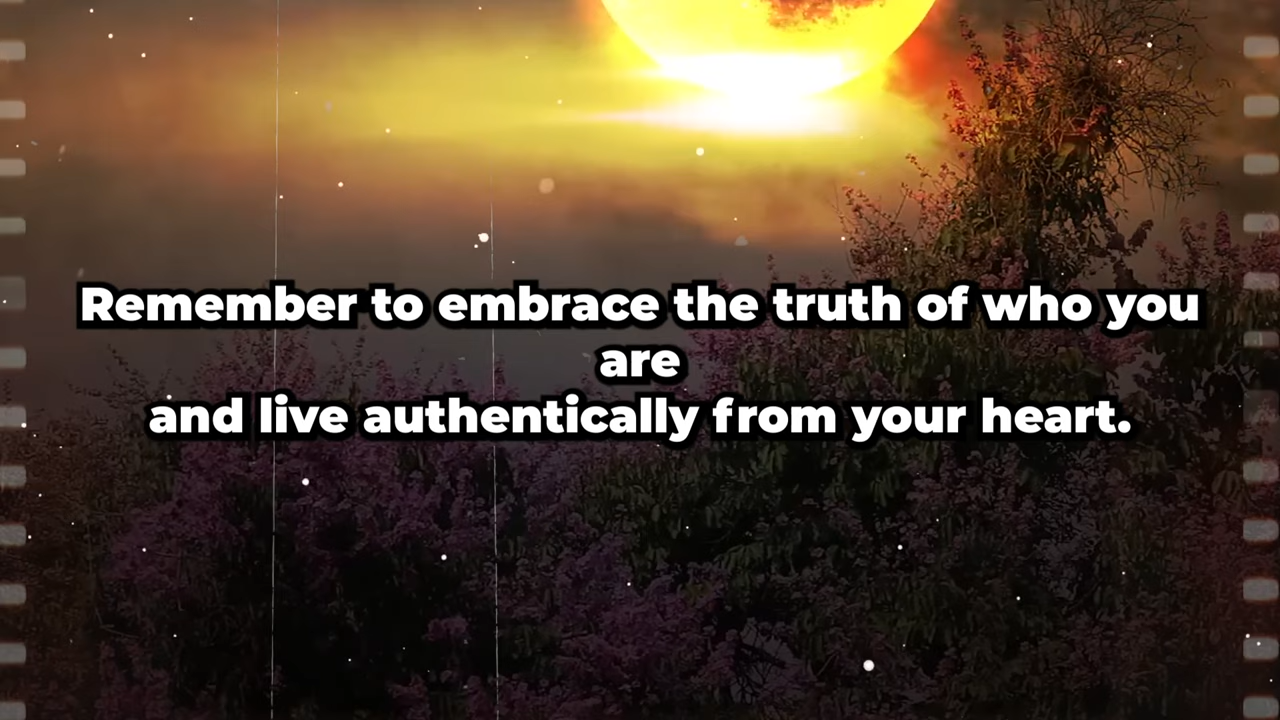 Remember to embrace the truth of who you
are
and live authentically from your heart.